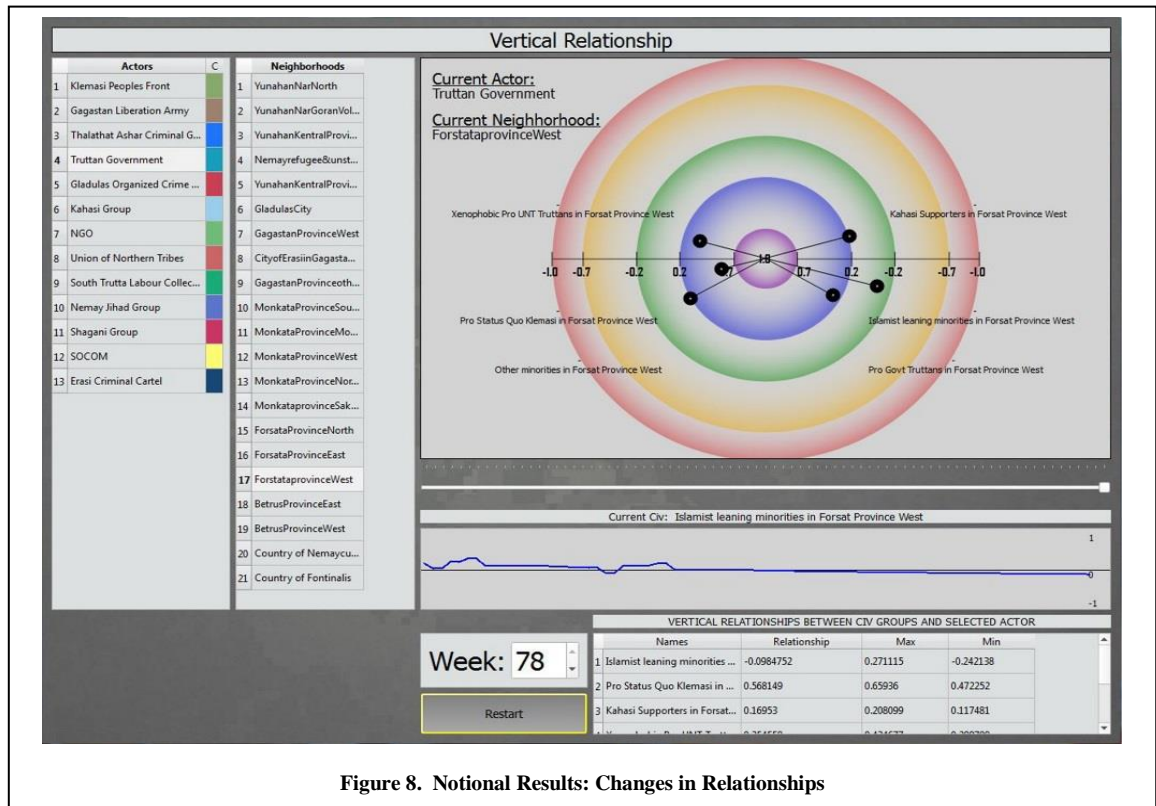 Vertical Relationship
Actors C
1 Klemasi Peoples Front
2 Gagastan Liberation Army
3 Thalathat Ashar Criminal G...
4 Truttan Government
5 Gladulas Organized Crime ...
6 Kahasi Group
7 NGO
8 Union of Northern Tribes
9 South Trutta Labour Collec...
10 Nemay Jihad Group
11 Shagani Group
12 SOCOM
13 Erasi Criminal Cartel
Neighborhoods
1 YunahanNarNorth
2 YunahanNarGoranVol...
3 YunahanKentralProvi...
4 Nemayrefugee&unst...
5 YunahanKentralProvi...
6 GladulasCity
7 GagastanProvinceWest
8 CityofErasiinGagasta...
9 GagastanProvinceoth...
10 MonkataProvinceSou...
11 MonkataProvinceMo...
12 MonkataProvinceWest
13 MonkataProvinceNor...
14 MonkataprovinceSak...
15 ForsataProvinceNorth
16 ForsataProvinceEast
17 ForstataprovinceWest
18 BetrusProvinceEast
19 BetrusProvinceWest
20 Country of Nemaycu...
21 Country of Fontinalis
Current Actor:
Truttan Government
Current Neighhorhood:
ForstataprovinceWest
Xenophobic Pro UNT Truttans in Forsat Province West
Kahasi Supporters in Forsat Province West
-1.0 -0.7 -0.2 0.2 0.7 0.2 -0.2 -0.7 -1.0
Pro Status Quo Klemasi in Forsat Province West
Islamist leaning minorities in Forsat Province West
Other minorities in Forsat Province West
Pro Govt Truttans in Forsat Province West
Current Civ: Islamist leaning minorities in Forsat Province West
1
0
-1
VERTICAL RELATIONSHIPS BETWEEN CIV GROUPS AND SELECTED ACTOR
Names Relationship Max Min
1 Islamist leaning minorities ... -0.0984752 0.271115 -0.242138
2 Pro Status Quo Klemasi in ... 0.568149 0.65936 0.472252
3 Kahasi Supporters in Forsat... 0.16953 0.208099 0.117481
Week: 78
Restart
Figure 8. Notional Results: Changes in Relationships